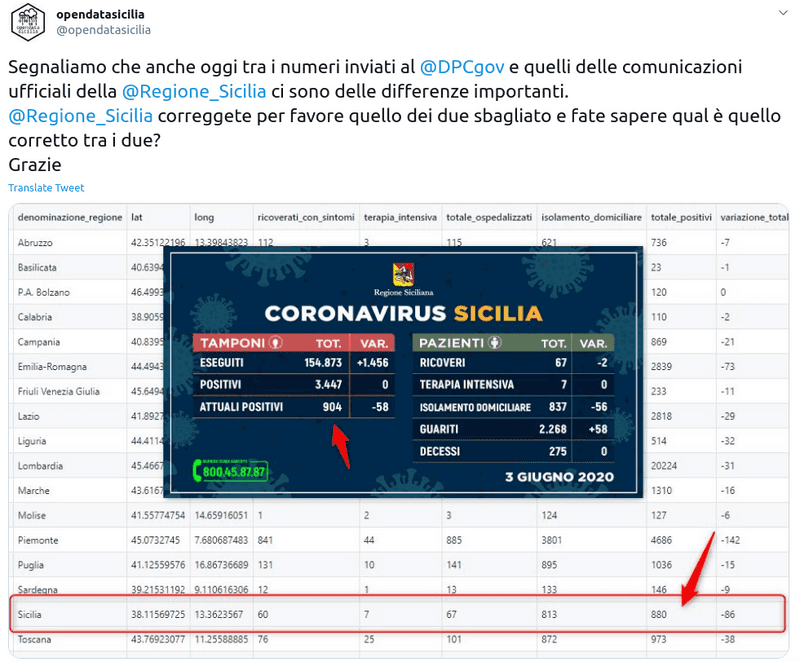 opendatasicilia
@opendatasicilia
Segnaliamo che anche oggi tra i numeri inviati al @DPCgov e quelli delle comunicazioni
ufficiali della @Regione_Sicilia ci sono delle differenze importanti.
@Regione_Sicilia correggete per favore quello dei due sbagliato e fate sapere qual è quello
corretto tra i due?
Grazie
Translate Tweet
denominazione_regione lat long ricoverati_con_sintomi terapia_intensiva totale_ospedalizzati isolamento_domiciliare totale_positivi variazione_total
Abruzzo 42.35122196 13.39843823 112 3 115 621 736 -7
Basilicata 40.6394 23 -1
P.A. Bolzano 46.4993 120 0
Calabria 38.9059 110 -2
Campania 40.8395 869 -21
Emilia-Romagna 44.4943 2839 -73
Friuli Venezia Giulia 45.6494 233 -11
Lazio 41.8927 2818 -29
Liguria 44.4114 514 -32
Lombardia 45.4667 20224 -31
Marche 43.6167 1310 -16
Molise 41.55774754 14.65916051 1 2 3 124 127 -6
Piemonte 45.0732745 7.680687483 841 44 885 3801 4686 -142
Puglia 41.12559576 16.86736689 131 10 141 895 1036 -15
Sardegna 39.21531192 9.110616306 12 1 13 133 146 -9
Sicilia 38.11569725 13.3623567 60 7 67 813 880 -86
Toscana 43.76923077 11.25588885 76 25 101 872 973 -38
Regione Siciliana
CORONAVIRUS SICILIA
TAMPONI TOT. VAR.
ESEGUITI 154.873 +1.456
POSITIVI 3.447 0
ATTUALI POSITIVI 904 -58
PAZIENTI TOT. VAR.
RICOVERI 67 -2
TERAPIA INTENSIVA 7 0
ISOLAMENTO DOMICILIARE 837 -56
GUARITI 2.268 +58
DECESSI 275 0
800.45.87.87
3 GIUGNO 2020